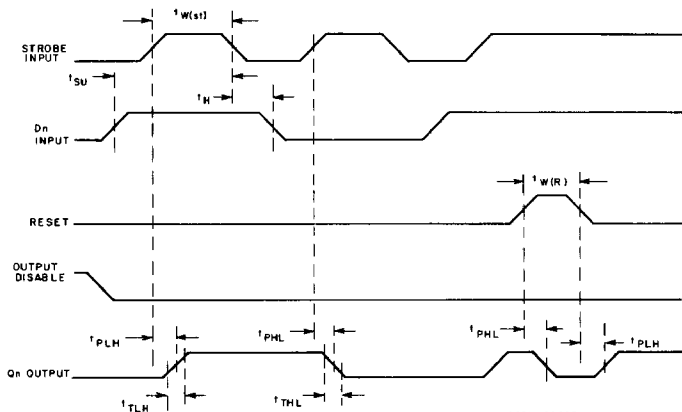 tW(st)
STROBE
INPUT
tSU
tH
Dn
INPUT
tW(R)
RESET
OUTPUT
DISABLE
tPLH
tPHL
tPHL
tPLH
Qn OUTPUT
tTLH
tTHL